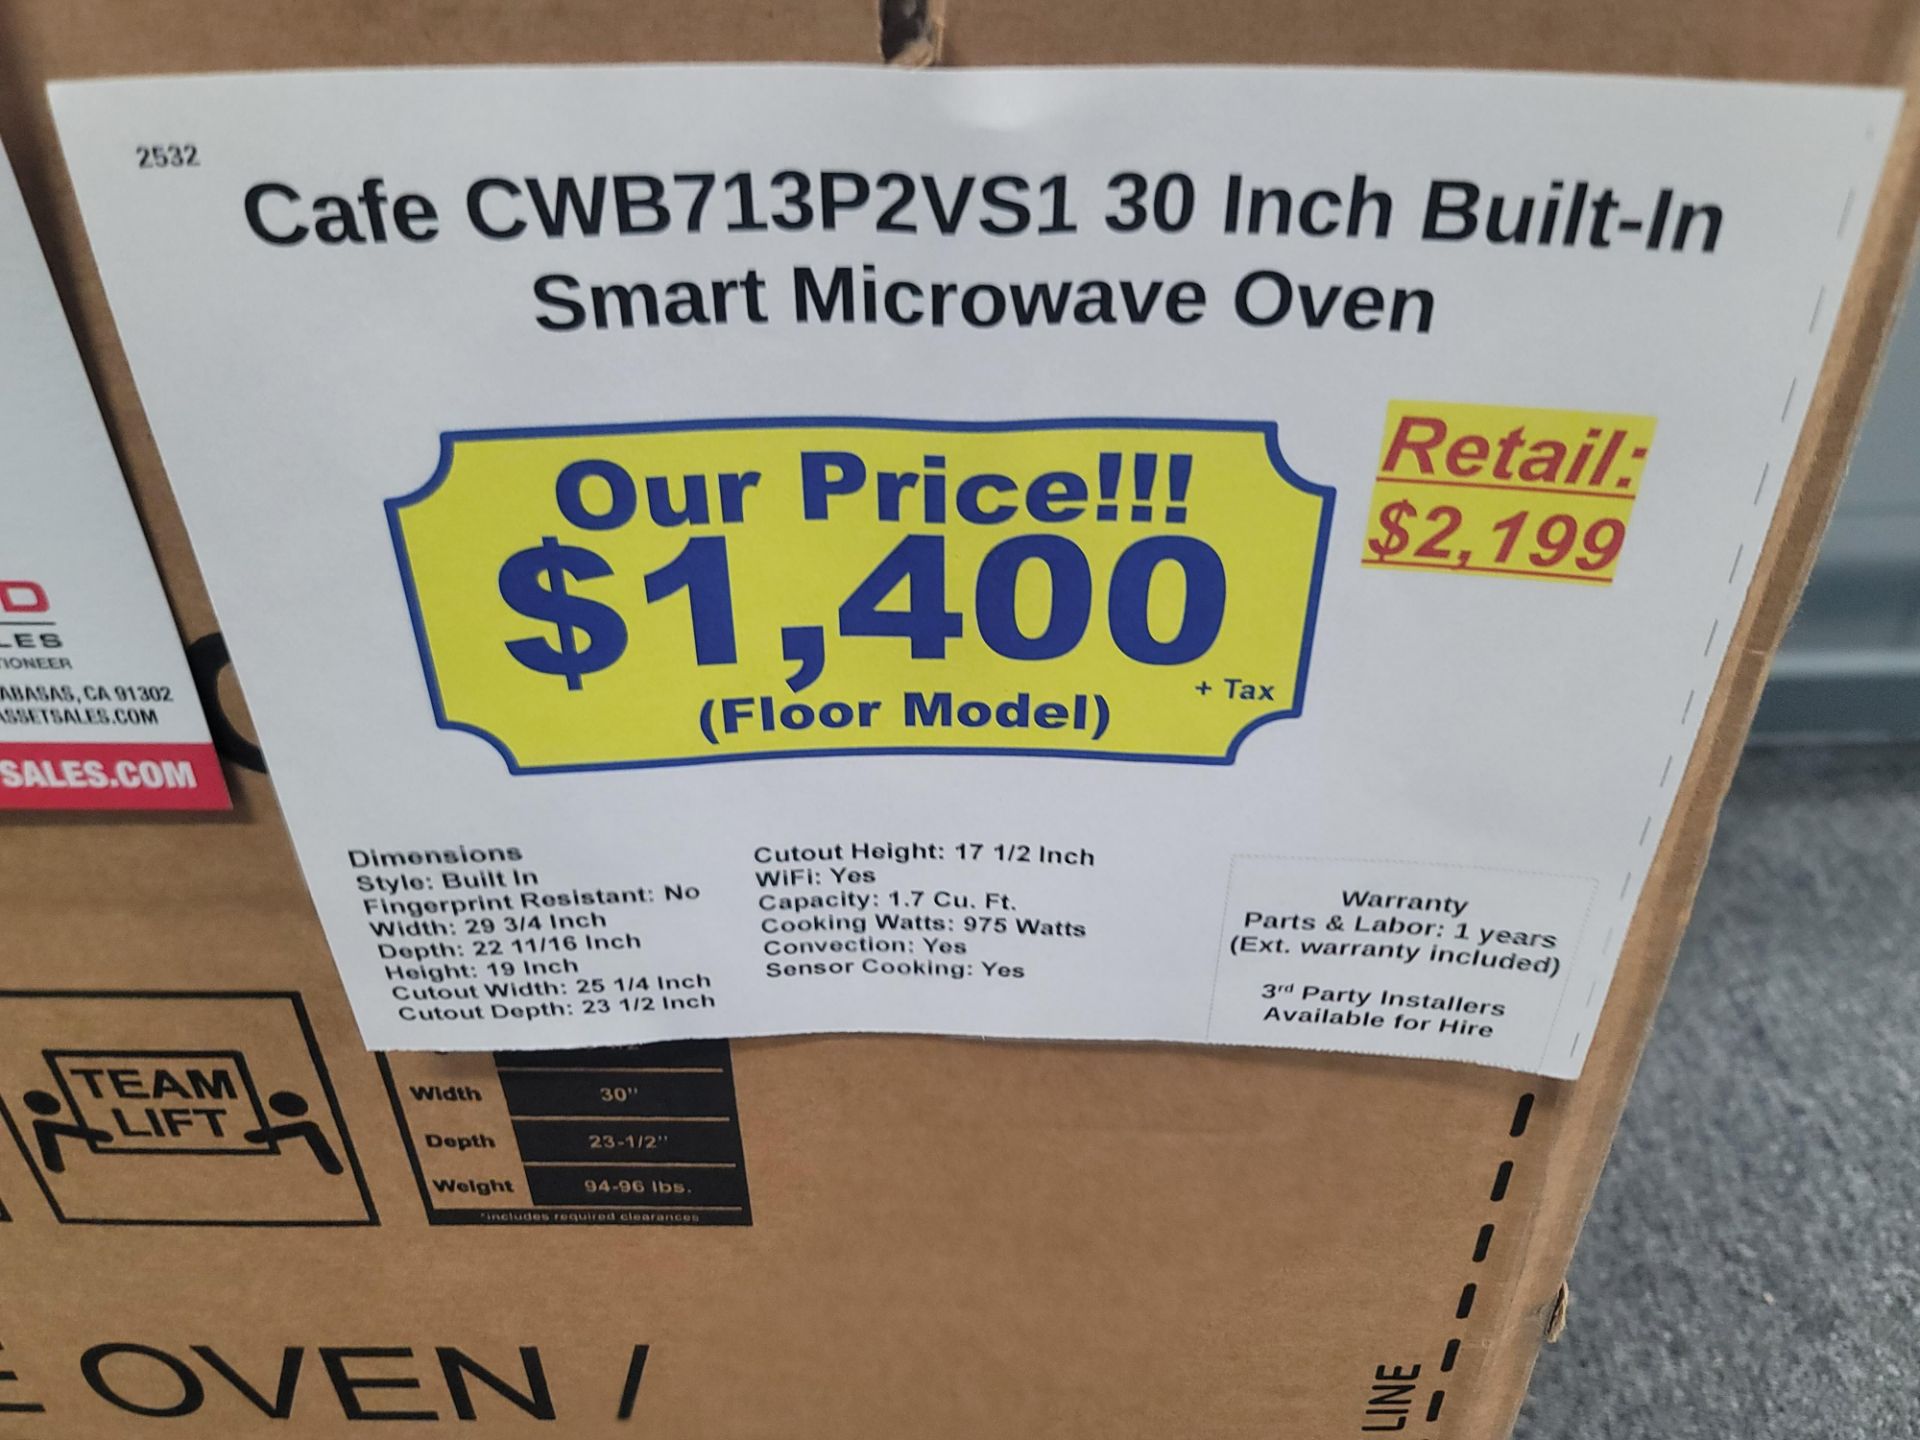 2532
Cafe CWB713P2VS1 30 Inch Built-In
Smart Microwave Oven
Our Price!!!
$1,400
(Floor Model)
+ Tax
Retail:
$2,199
Dimensions
Style: Built In
Fingerprint Resistant: No
Width: 29 3/4 Inch
Depth: 22 11/16 Inch
Height: 19 Inch
Cutout Width: 25 1/4 Inch
Cutout Depth: 23 1/2 Inch
Cutout Height: 17 1/2 Inch
WiFi: Yes
Capacity: 1.7 Cu. Ft.
Cooking Watts: 975 Watts
Convection: Yes
Sensor Cooking: Yes
Warranty
Parts & Labor: 1 years
(Ext. warranty included)
3rd Party Installers
Available for Hire
D
LES
TIONEER
ABASAS, CA 91302
ASSETSALES.COM
SALES.COM
TEAM
LIFT
Width 30"
Depth 23-1/2"
Weight 94-96 lbs.
*includes required clearances
OVEN /
LINE